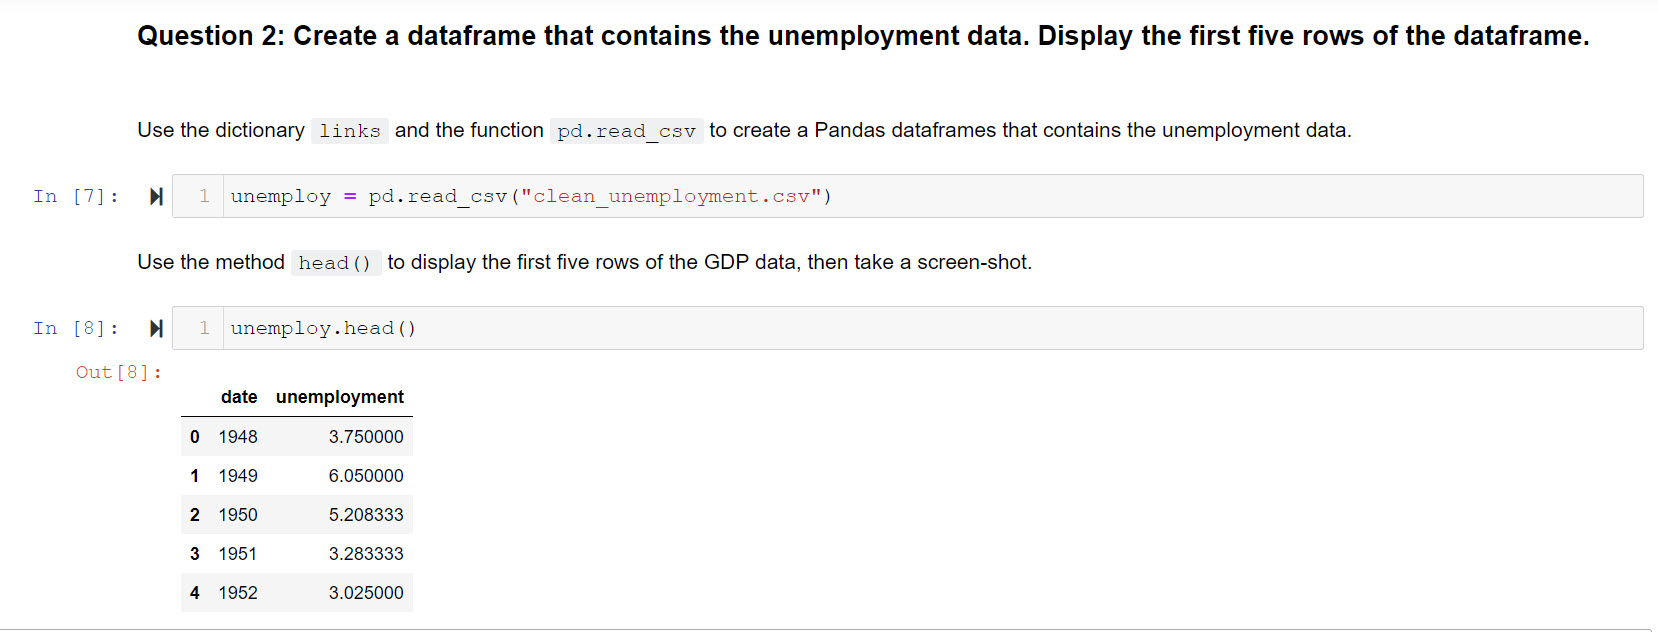 Question 2: Create a dataframe that contains the unemployment data. Display the first five rows of the dataframe.
Use the dictionary links and the function pd.read_csv to create a Pandas dataframes that contains the unemployment data.
In [7]: 1 unemploy = pd.read_csv("clean_unemployment.csv")
Use the method head() to display the first five rows of the GDP data, then take a screen-shot.
In [8]: 1 unemploy.head()
Out[8]:
date unemployment
0 1948 3.750000
1 1949 6.050000
2 1950 5.208333
3 1951 3.283333
4 1952 3.025000